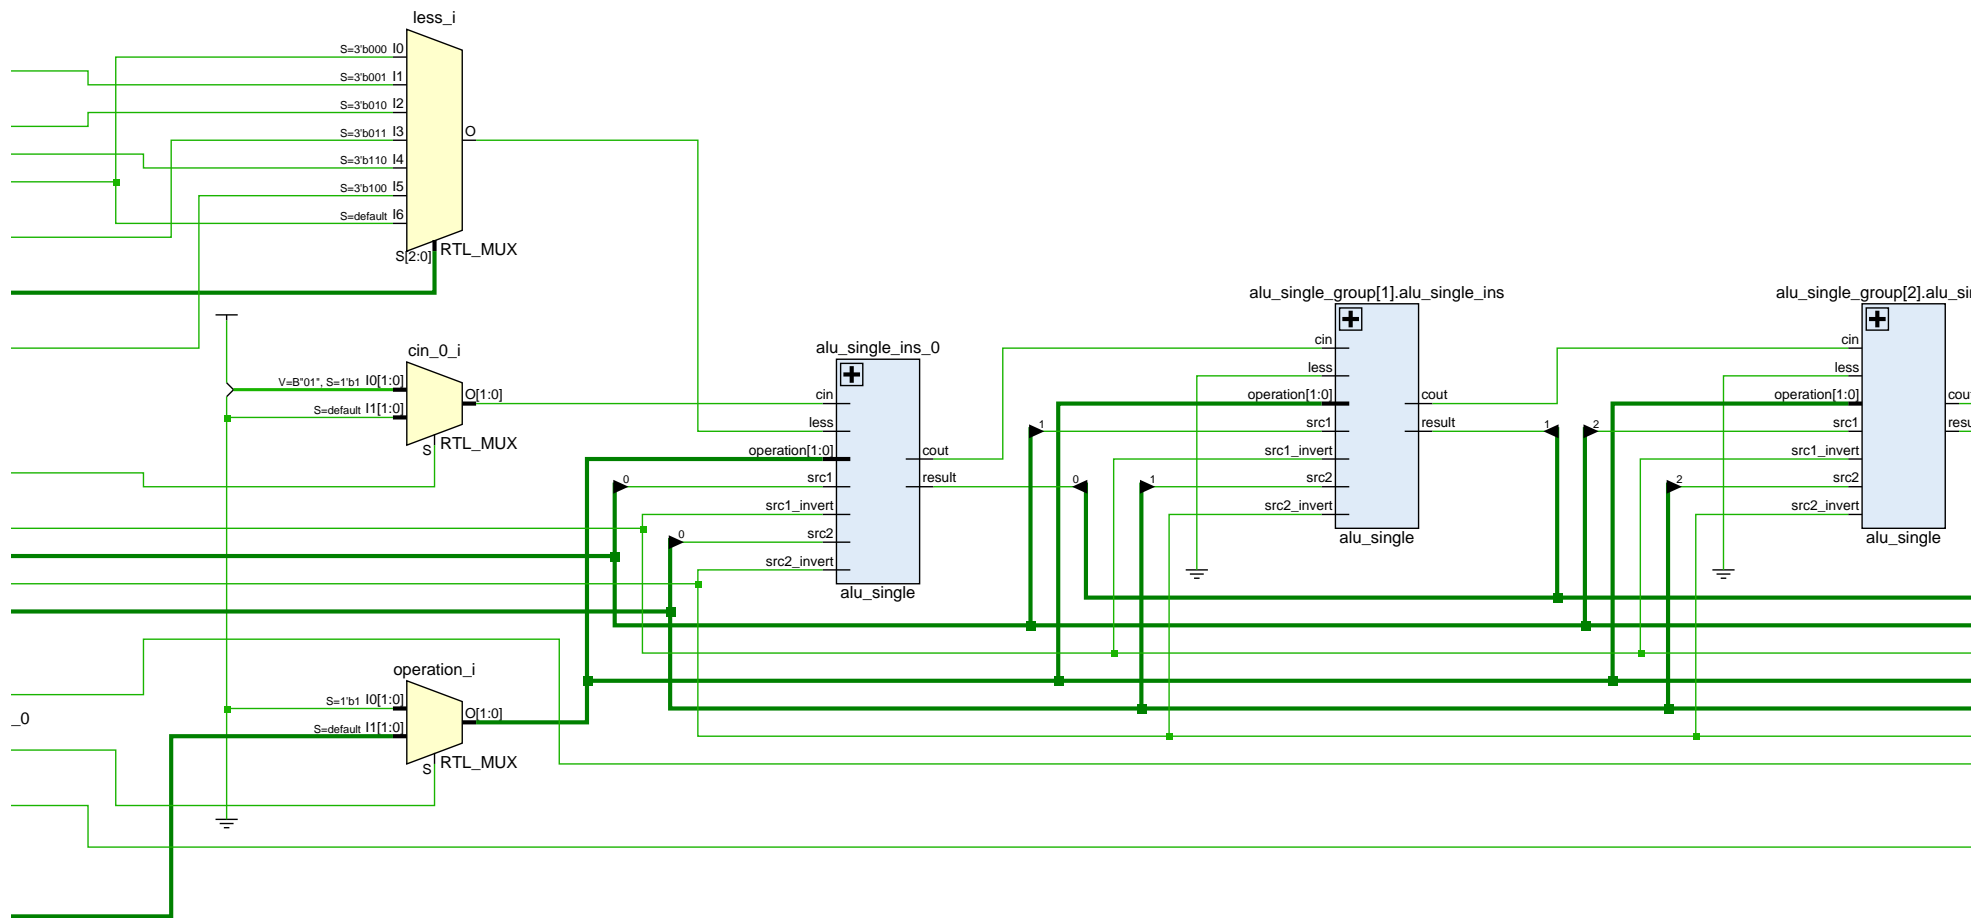 less_i
S=3'b000 I0
S=3'b001 I1
S=3'b010 I2
S=3'b011 I3
S=3'b110 I4
S=3'b100 I5
S=default I6
O
S[2:0]
RTL_MUX
cin_0_i
V=B"01", S=1'b1 I0[1:0]
S=default I1[1:0]
O[1:0]
S
RTL_MUX
operation_i
S=1'b1 I0[1:0]
S=default I1[1:0]
O[1:0]
S
RTL_MUX
_0
alu_single_ins_0
cin
less
operation[1:0]
src1
src1_invert
src2
src2_invert
cout
result
alu_single
0
0
0
alu_single_group[1].alu_single_ins
cin
less
operation[1:0]
src1
src1_invert
src2
src2_invert
cout
result
alu_single
1
1
1
alu_single_group[2].alu_si
cin
less
operation[1:0]
src1
src1_invert
src2
src2_invert
cou
resu
alu_single
2
2